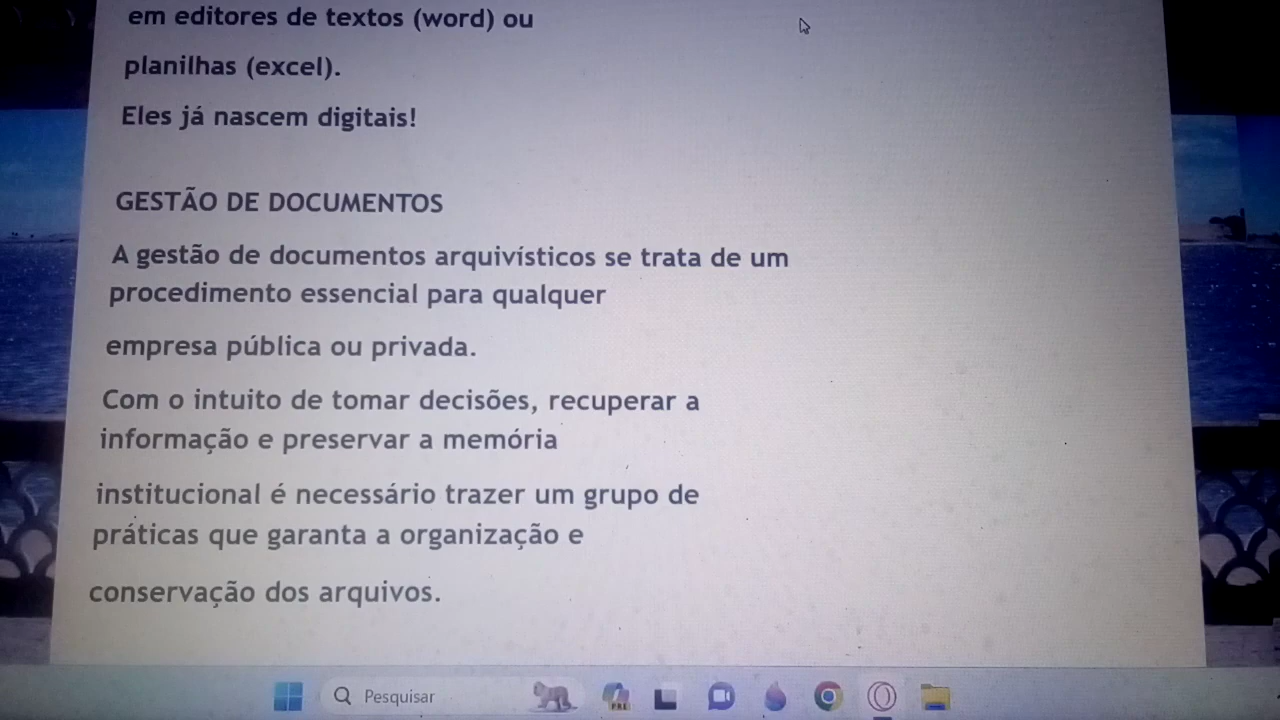 em editores de textos (word) ou
planilhas (excel).
Eles já nascem digitais!
GESTÃO DE DOCUMENTOS
A gestão de documentos arquivísticos se trata de um
procedimento essencial para qualquer
empresa pública ou privada.
Com o intuito de tomar decisões, recuperar a
informação e preservar a memória
institucional é necessário trazer um grupo de
práticas que garanta a organização e
conservação dos arquivos.
Pesquisar
PRE